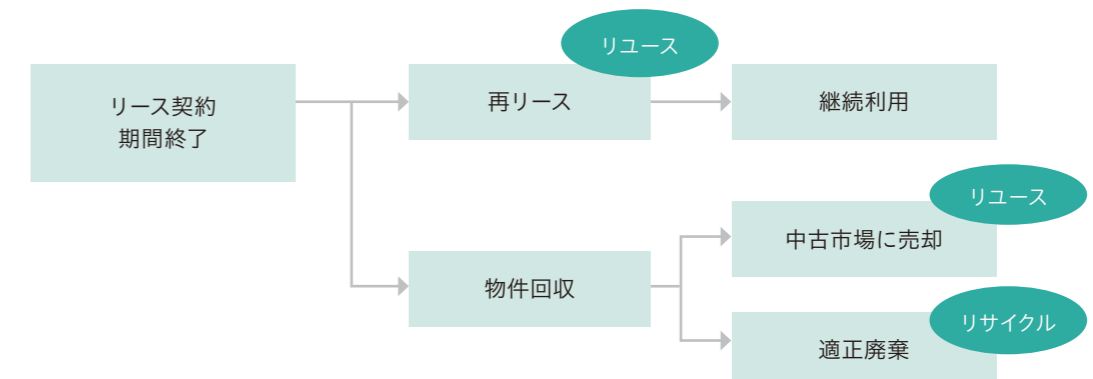 リユース
リース契約
期間終了
再リース
継続利用
リユース
中古市場に売却
物件回収
リサイクル
適正廃棄